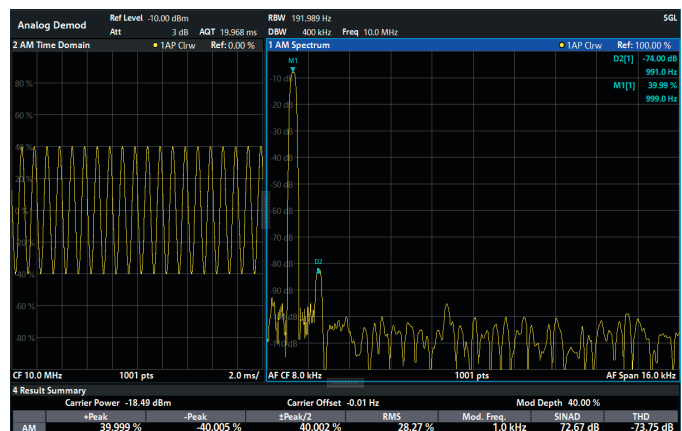 Analog Demod
Ref Level -10.00 dBm RBW 191.989 Hz SGL
Att 3 dB AQT 19.968 ms DBW 400 kHz Freq 10.0 MHz
2 AM Time Domain 1AP Clrw Ref: 0.00 %
80 %
40 %
20 %
0 %
-20 %
-40 %
-60 %
-80 %
CF 10.0 MHz 1001 pts 2.0 ms/
1 AM Spectrum 1AP Clrw Ref: 100.00 %
D2[1] -74.00 dB
991.0 Hz
M1[1] 39.99 %
999.0 Hz
M1
-10 dB
-20 dB
-30 dB
-40 dB
-50 dB
-60 dB
-70 dB
-80 dB
D2
-90 dB
AF CF 8.0 kHz 1001 pts AF Span 16.0 kHz
4 Result Summary
Carrier Power -18.49 dBm Carrier Offset -0.01 Hz Mod Depth 40.00 %
+Peak -Peak ±Peak/2 RMS Mod. Freq. SINAD THD
AM 39.999 % -40.005 % 40.002 % 28.27 % 1.0 kHz 72.67 dB -73.75 dB